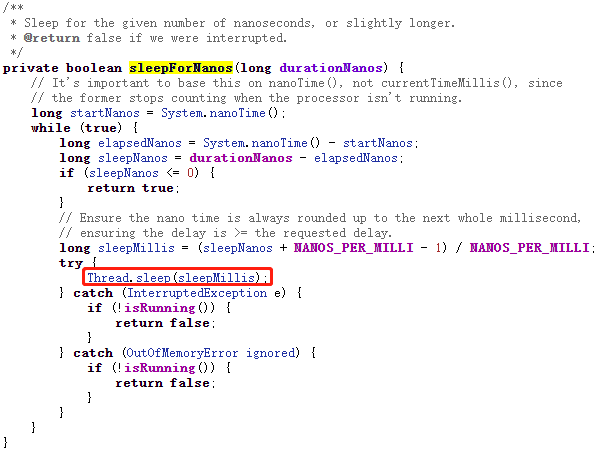 /**
 * Sleep for the given number of nanoseconds, or slightly longer.
 * @return false if we were interrupted.
 */
private boolean sleepForNanos(long durationNanos) {
    // It's important to base this on nanoTime(), not currentTimeMillis(), since
    // the former stops counting when the processor isn't running.
    long startNanos = System.nanoTime();
    while (true) {
        long elapsedNanos = System.nanoTime() - startNanos;
        long sleepNanos = durationNanos - elapsedNanos;
        if (sleepNanos <= 0) {
            return true;
        }
        // Ensure the nano time is always rounded up to the next whole millisecond,
        // ensuring the delay is >= the requested delay.
        long sleepMillis = (sleepNanos + NANOS_PER_MILLI - 1) / NANOS_PER_MILLI;
        try {
            Thread.sleep(sleepMillis);
        } catch (InterruptedException e) {
            if (!isRunning()) {
                return false;
            }
        } catch (OutOfMemoryError ignored) {
            if (!isRunning()) {
                return false;
            }
        }
    }
}